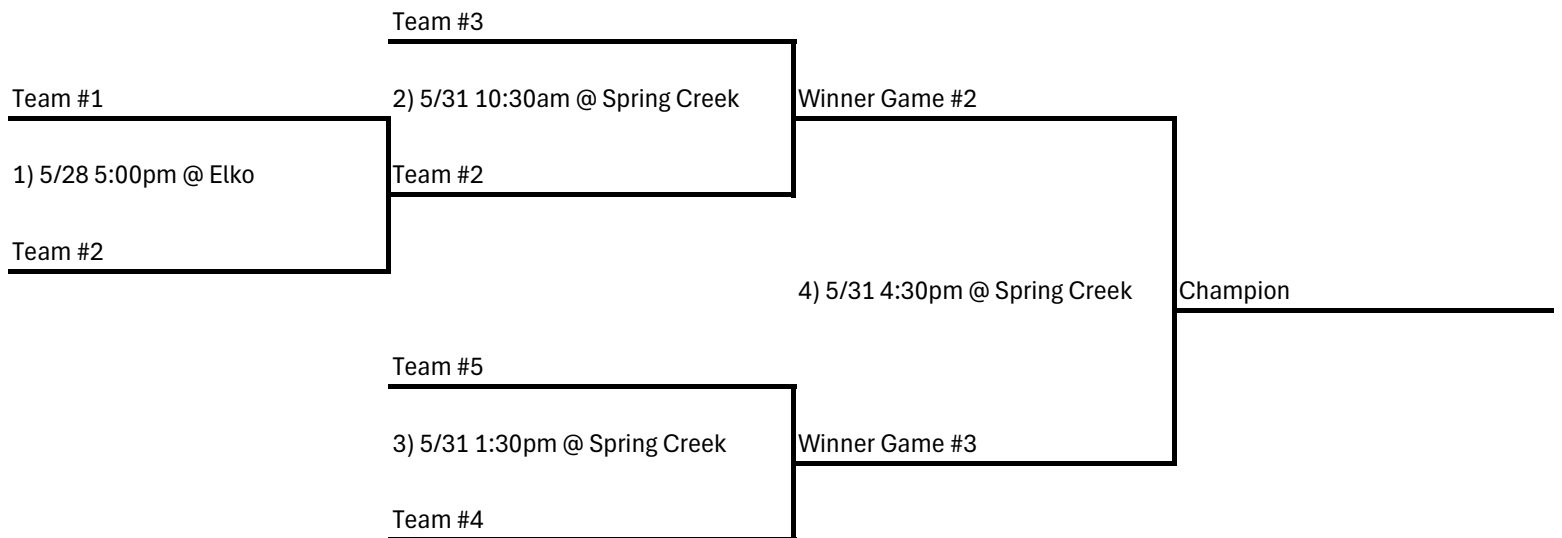 Team #3
Team #1
2) 5/31 10:30am @ Spring Creek
Winner Game #2
1) 5/28 5:00pm @ Elko
Team #2
Team #2
4) 5/31 4:30pm @ Spring Creek
Champion
Team #5
3) 5/31 1:30pm @ Spring Creek
Winner Game #3
Team #4